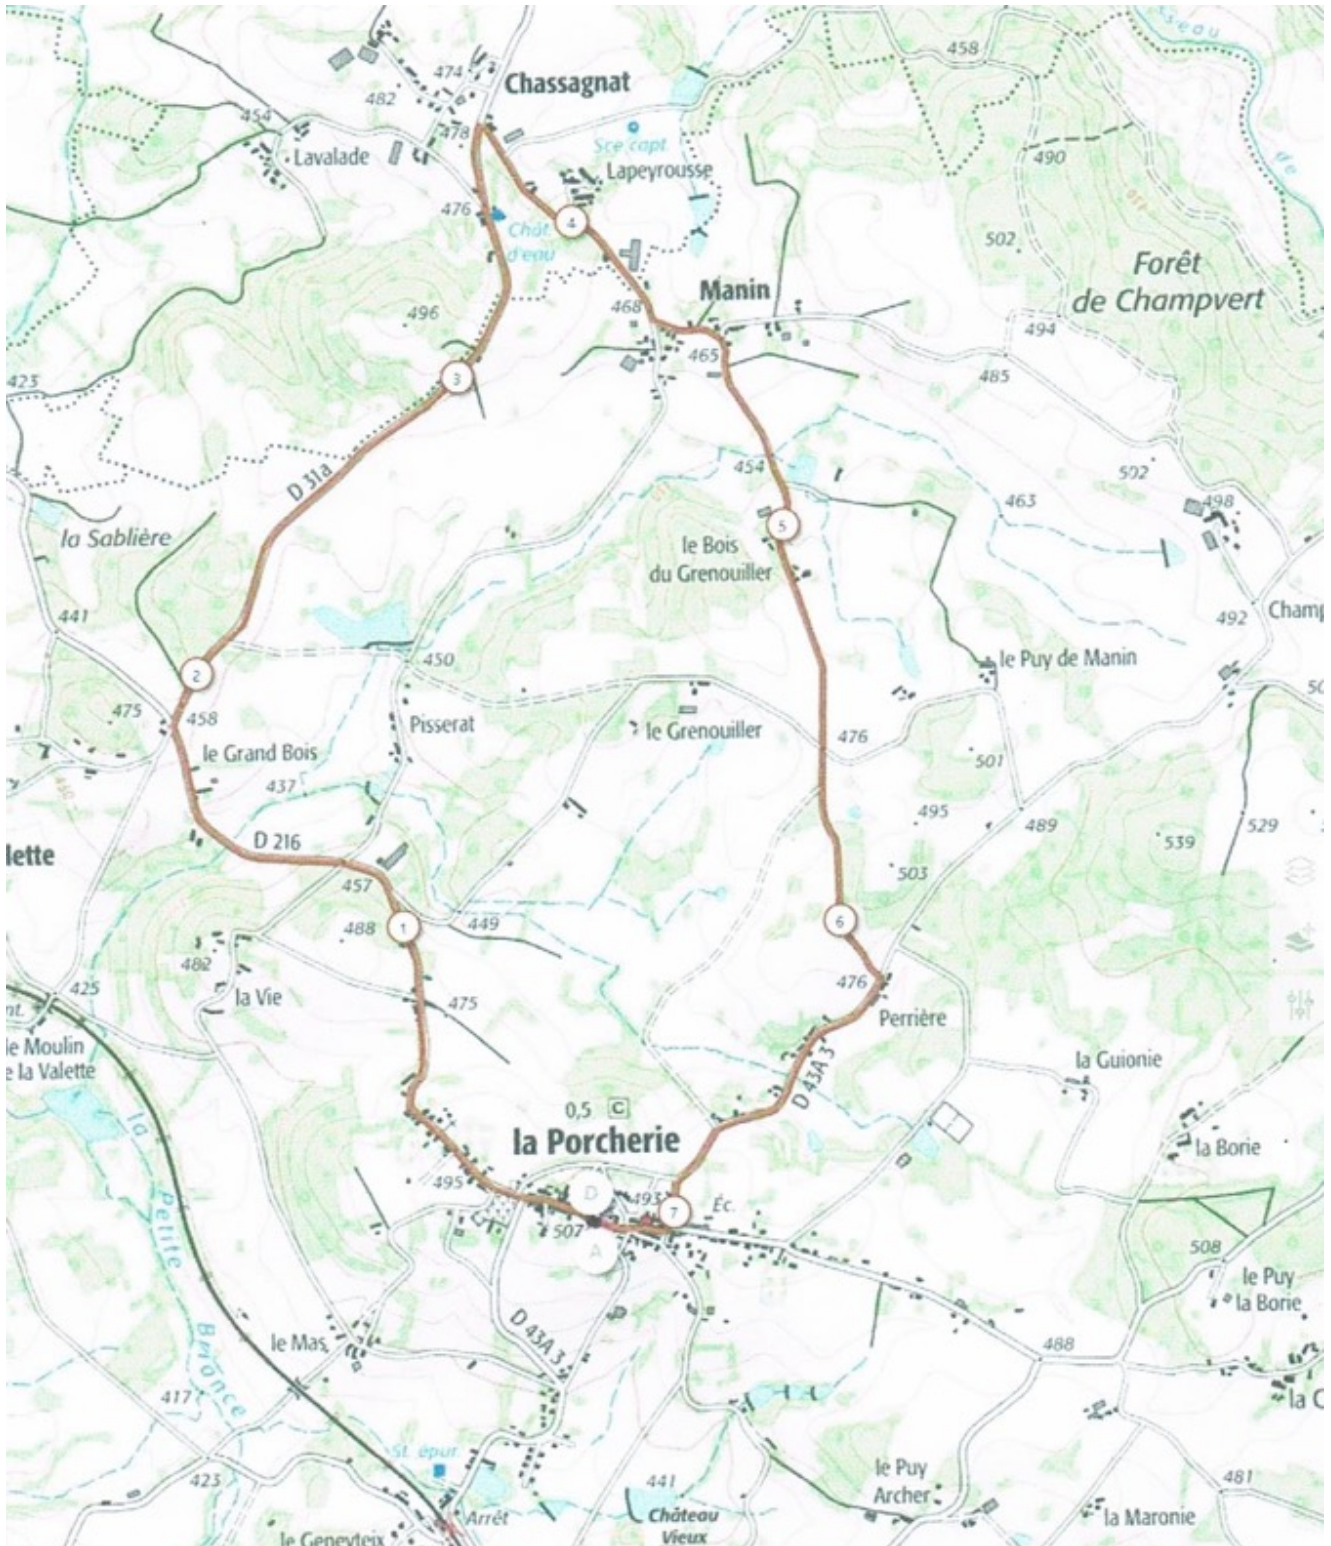 sseau
de
458
474
Chassagnat
482
454
478
Lavalade
Sce capt.
Lapeyrousse
490
476
4
Chât.
d'eau
502
Forêt
de Champvert
Manin
496
468
494
465
485
423
3
454
502
D 31a
463
498
la Sablière
5
le Bois
du Grenouiller
441
492
Champ
450
le Puy de Manin
2
475
458
Pisserat
le Grenouiller
476
le Grand Bois
501
437
495
489
529
D 216
539
lette
457
503
1
6
488
449
482
476
425
la Vie
475
nt.
Perrière
le Moulin
e la Valette
la Guionie
D 43A 3
la
0,5 C
la Porcherie
la Borie
Petite
495
D
493
Éc.
7
507
A
508
le Puy
la Borie
Briance
D 43A 3
le Mas
488
417
la C
St. épur.
423
441
le Puy
Archer
481
Arrêt
Château
Vieux
la Maronie
le Geneyteix